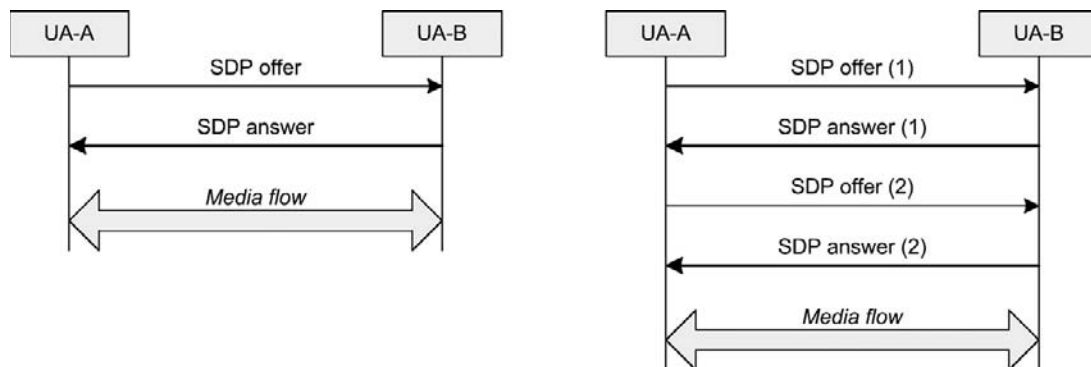 UA-A
UA-B
SDP offer
SDP answer
Media flow
UA-A
UA-B
SDP offer (1)
SDP answer (1)
SDP offer (2)
SDP answer (2)
Media flow